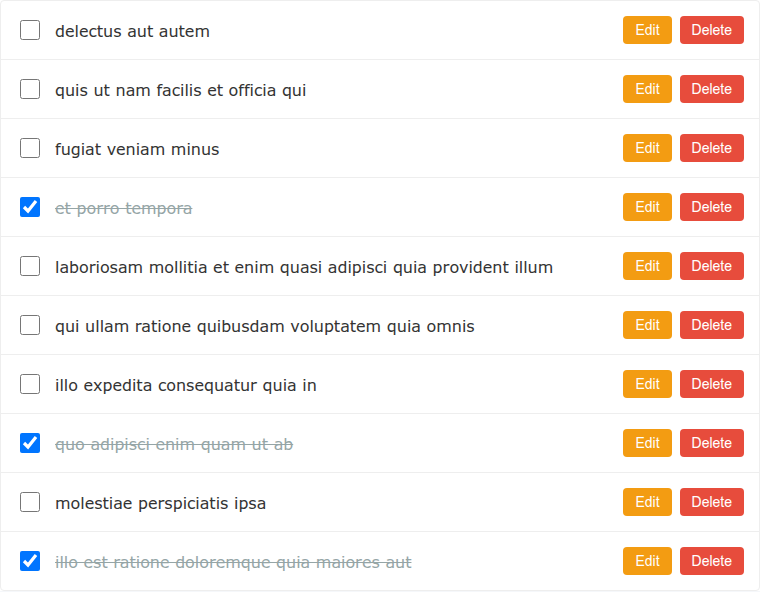 delectus aut autem Edit Delete
quis ut nam facilis et officia qui Edit Delete
fugiat veniam minus Edit Delete
et porro tempora Edit Delete
laboriosam mollitia et enim quasi adipisci quia provident illum Edit Delete
qui ullam ratione quibusdam voluptatem quia omnis Edit Delete
illo expedita consequatur quia in Edit Delete
quo adipisci enim quam ut ab Edit Delete
molestiae perspiciatis ipsa Edit Delete
illo est ratione doloremque quia maiores aut Edit Delete